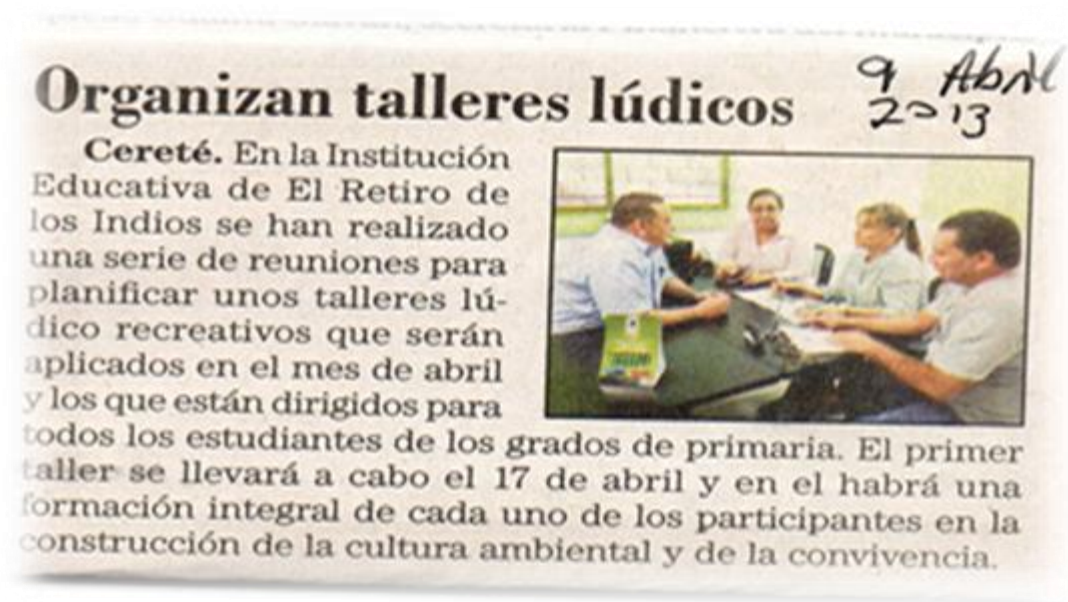 Organizan talleres lúdicos
9 Abril
2013
Cereté. En la Institución
Educativa de El Retiro de
los Indios se han realizado
una serie de reuniones para
planificar unos talleres lú-
dico recreativos que serán
aplicados en el mes de abril
y los que están dirigidos para
todos los estudiantes de los grados de primaria. El primer
taller se llevará a cabo el 17 de abril y en el habrá una
formación integral de cada uno de los participantes en la
construcción de la cultura ambiental y de la convivencia.